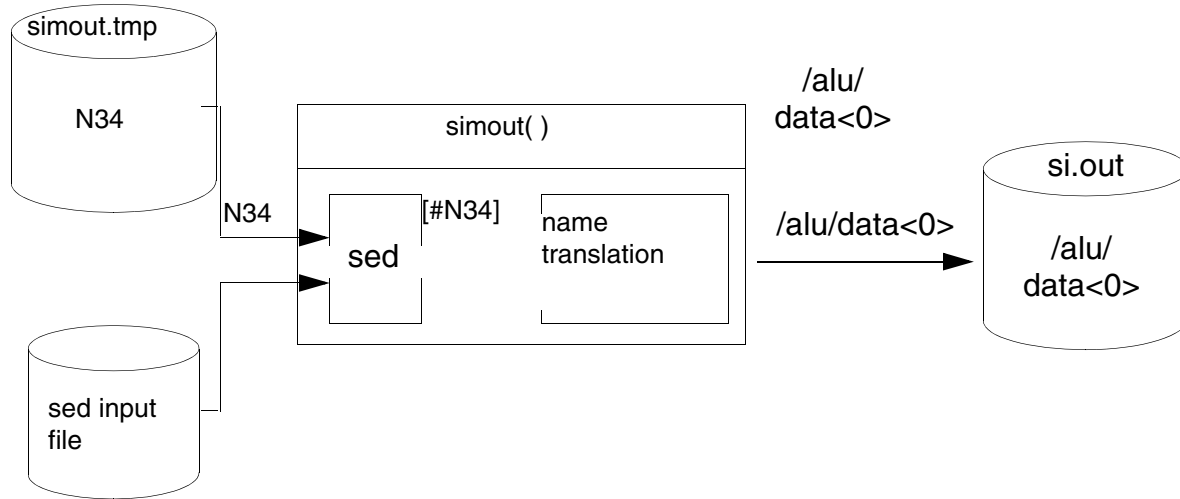 simout.tmp
N34
simout( )
/alu/
data<0>
si.out
N34
[#N34]
name
translation
/alu/data<0>
sed
/alu/
data<0>
sed input
file